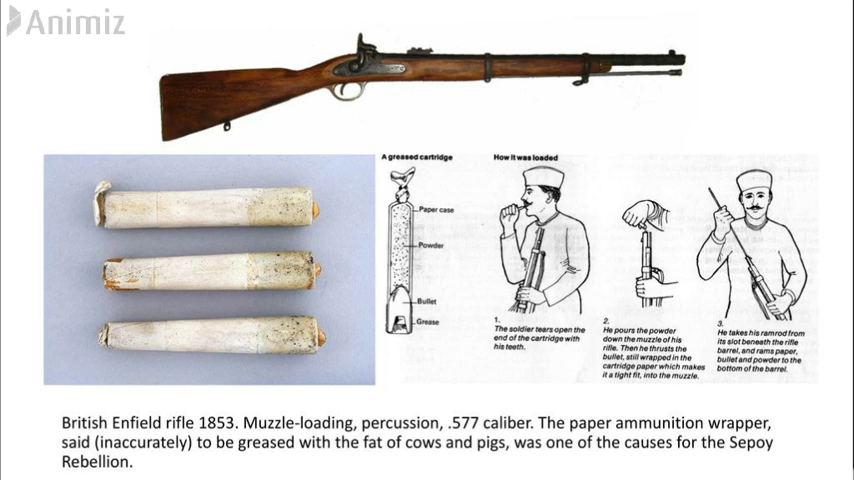 Animiz
A greased cartridge
How it was loaded
Paper case
Powder
Bullet
Grease
1.
The soldier tears open the
end of the cartridge with
his teeth.
2.
He pours the powder
down the muzzle of his
rifle. Then he thrusts the
bullet, still wrapped in the
cartridge paper which makes
it a tight fit, into the muzzle.
3.
He takes his ramrod from
its slot beneath the rifle
barrel, and rams paper,
bullet and powder to the
bottom of the barrel.
British Enfield rifle 1853. Muzzle-loading, percussion, .577 caliber. The paper ammunition wrapper,
said (inaccurately) to be greased with the fat of cows and pigs, was one of the causes for the Sepoy
Rebellion.